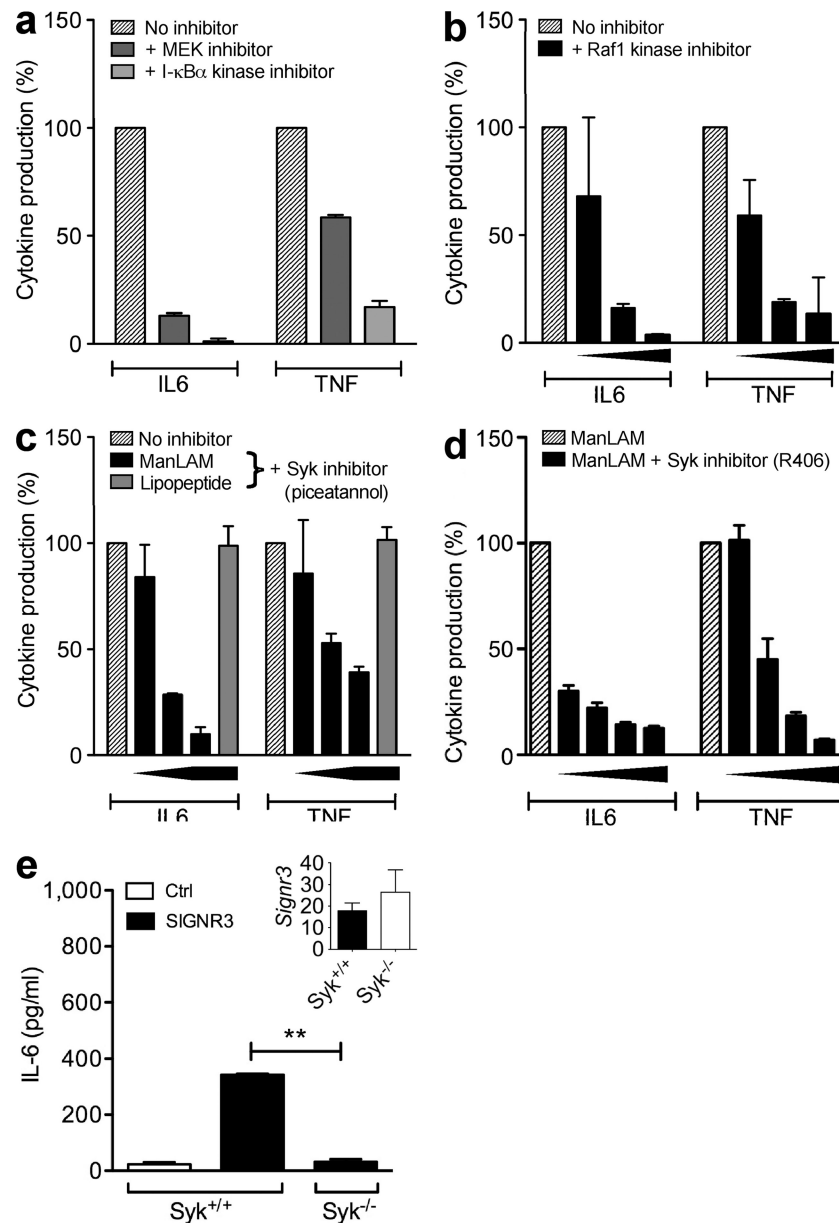 a
150
100
50
0
Cytokine production (%)
No inhibitor
+ MEK inhibitor
+ I-κBα kinase inhibitor
IL6 TNF
b
150
100
50
0
Cytokine production (%)
No inhibitor
+ Raf1 kinase inhibitor
IL6 TNF
c
150
100
50
0
Cytokine production (%)
No inhibitor
ManLAM
Lipopeptide
+ Syk inhibitor
(piceatannol)
IL6 TNF
d
150
100
50
0
Cytokine production (%)
ManLAM
ManLAM + Syk inhibitor (R406)
IL6 TNF
e
1,000
800
600
400
200
0
IL-6 (pg/ml)
Ctrl
SIGNR3
**
Syk+/+ Syk-/-
40
30
20
10
0
Signr3
Syk+/+
Syk-/-